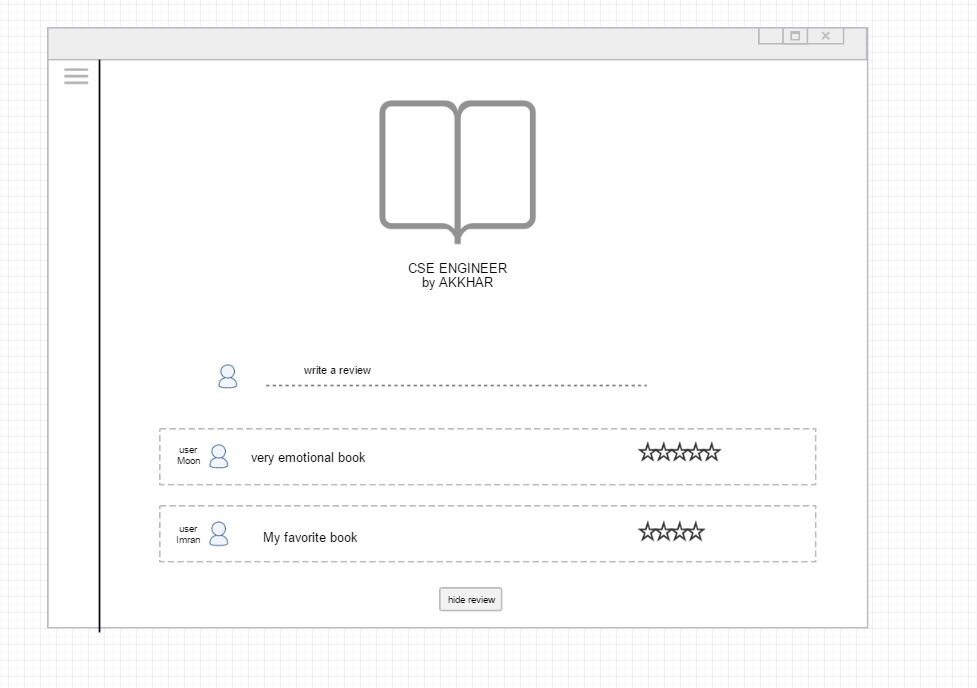 CSE ENGINEER
by AKKHAR
write a review
user
Moon
very emotional book
user
Imran
My favorite book
hide review